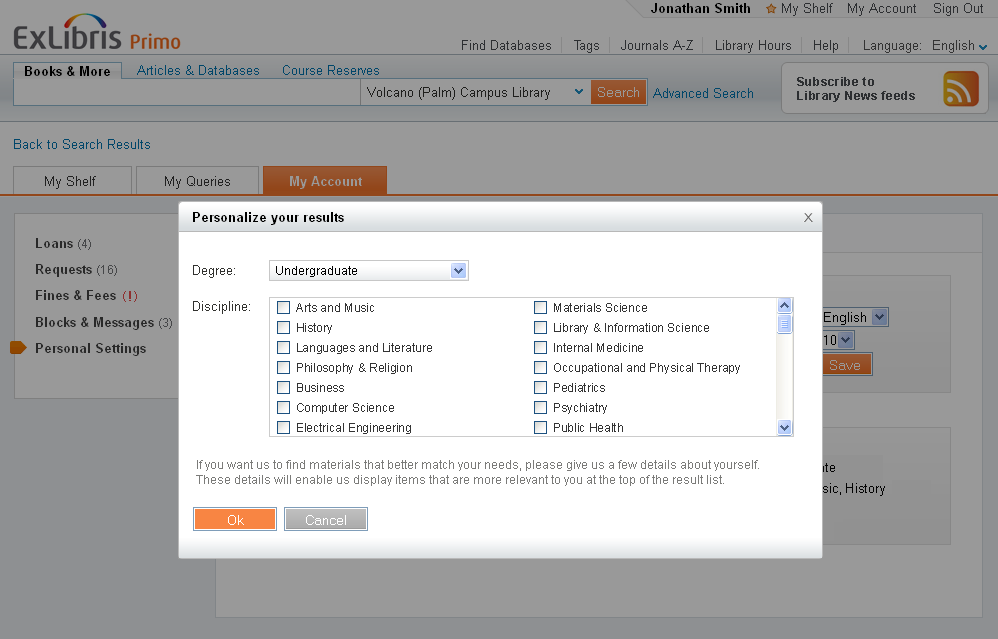 Jonathan Smith My Shelf My Account Sign Out
ExLibris Primo
Find Databases Tags Journals A-Z Library Hours Help Language: English
Books & More Articles & Databases Course Reserves
Volcano (Palm) Campus Library Search Advanced Search
Subscribe to
Library News feeds
Back to Search Results
My Shelf My Queries My Account
Loans (4)
Requests (16)
Fines & Fees (!)
Blocks & Messages (3)
Personal Settings
Personalize your results X
Degree: Undergraduate
Discipline:
Arts and Music
History
Languages and Literature
Philosophy & Religion
Business
Computer Science
Electrical Engineering
Materials Science
Library & Information Science
Internal Medicine
Occupational and Physical Therapy
Pediatrics
Psychiatry
Public Health
If you want us to find materials that better match your needs, please give us a few details about yourself.
These details will enable us display items that are more relevant to you at the top of the result list.
Ok Cancel
English
10
Save
ate
sic, History